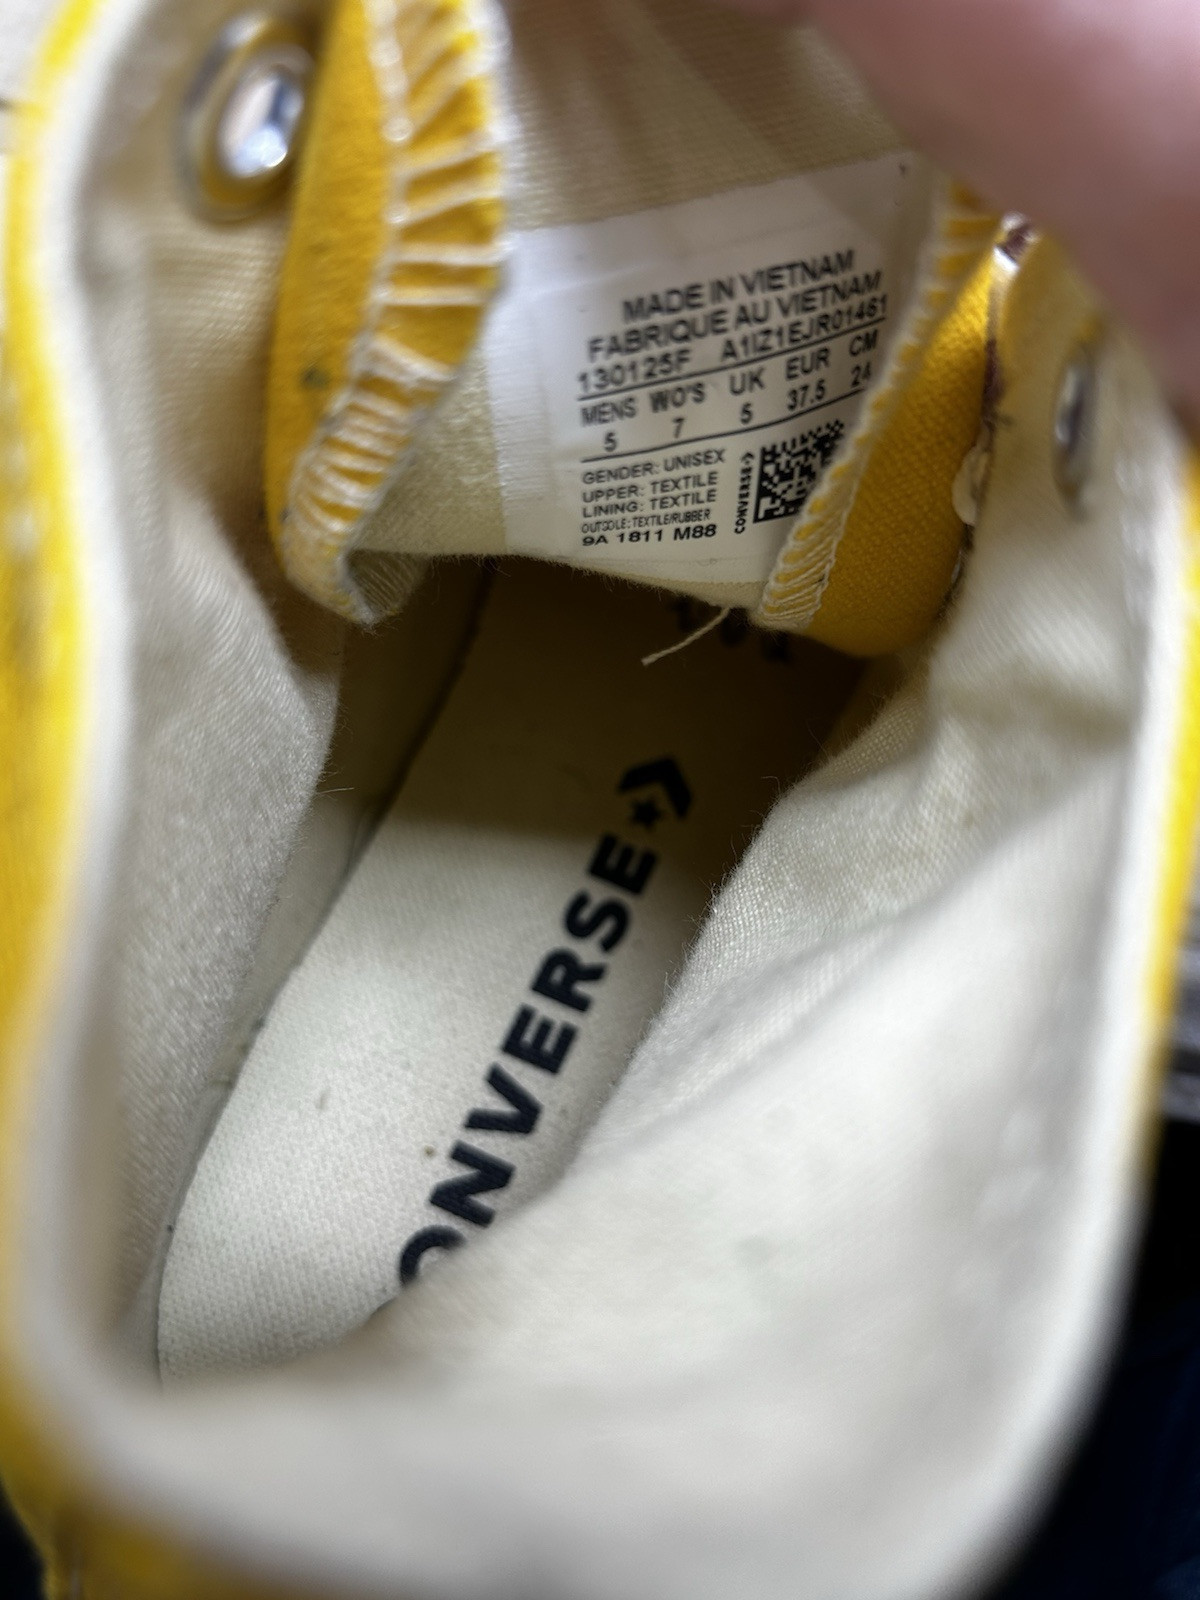 MADE IN VIETNAM
FABRIQUE AU VIETNAM
130125F A1IZ1EJR01461
MENS WO'S UK EUR CM
5 7 5 37.5 24
GENDER: UNISEX
UPPER: TEXTILE
LINING: TEXTILE
OUTSOLE: TEXTILE/RUBBER
9A 1811 M88
CONVERSE
ONVERSE